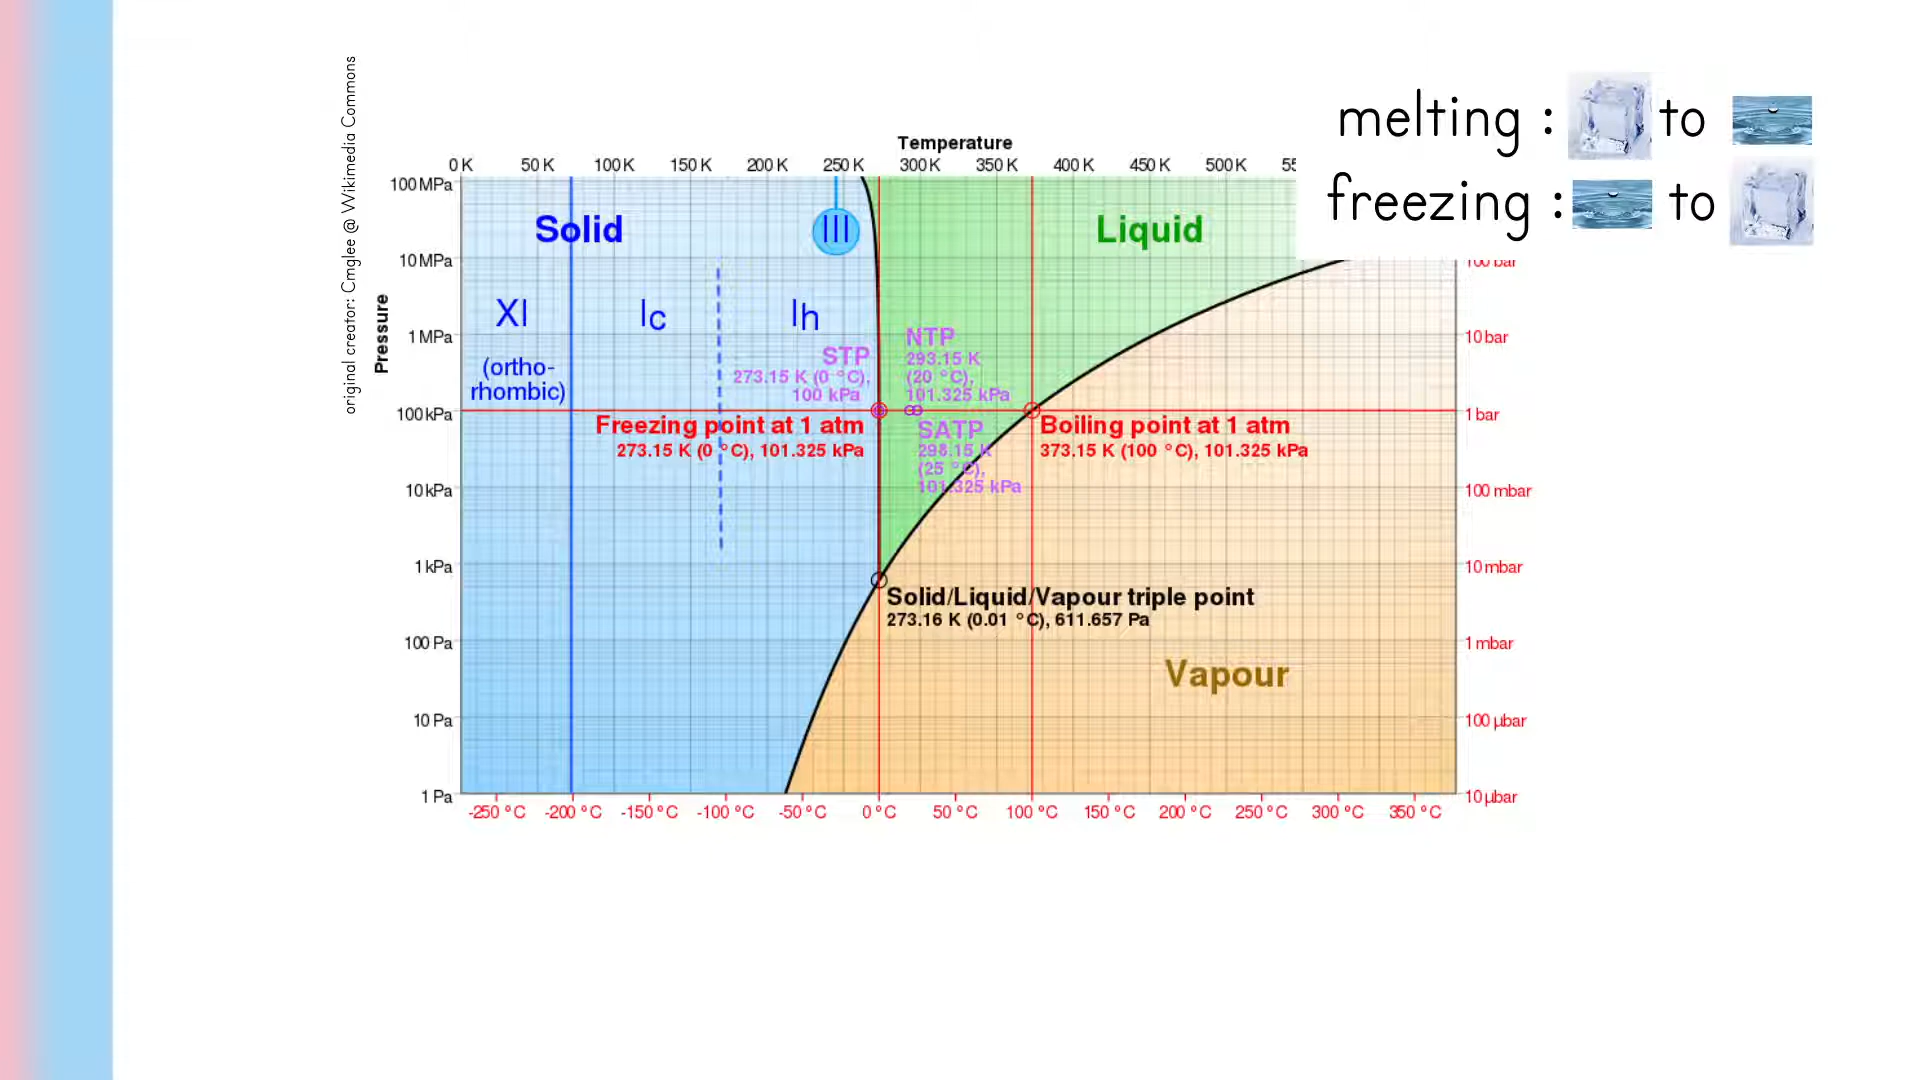 original creator: Cmglee @ Wikimedia Commons
melting : to
freezing : to
Temperature
0 K 50 K 100 K 150 K 200 K 250 K 300 K 350 K 400 K 450 K 500 K 55
Pressure
100 MPa
10 MPa
1 MPa
100 kPa
10 kPa
1 kPa
100 Pa
10 Pa
1 Pa
Solid
III
Liquid
XI
(ortho-
rhombic)
Ic
Ih
STP
273.15 K (0 °C),
100 kPa
NTP
293.15 K
(20 °C),
101.325 kPa
Freezing point at 1 atm
273.15 K (0 °C), 101.325 kPa
SATP
298.15 K
(25 °C),
101.325 kPa
Boiling point at 1 atm
373.15 K (100 °C), 101.325 kPa
Solid/Liquid/Vapour triple point
273.16 K (0.01 °C), 611.657 Pa
Vapour
100 bar
10 bar
1 bar
100 mbar
10 mbar
1 mbar
100 µbar
10 µbar
-250 °C -200 °C -150 °C -100 °C -50 °C 0 °C 50 °C 100 °C 150 °C 200 °C 250 °C 300 °C 350 °C